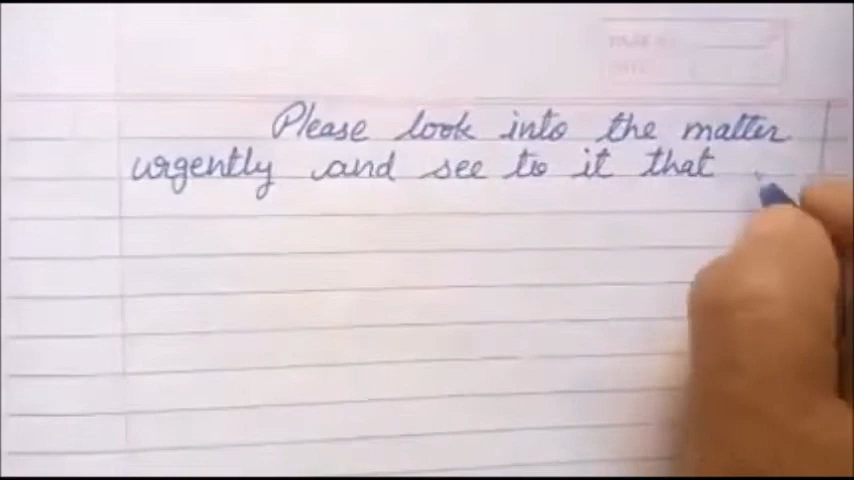 Please look into the matter
urgently and see to it that